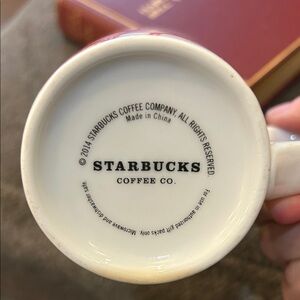 © 2014 STARBUCKS COFFEE COMPANY. ALL RIGHTS RESERVED.
Made in China
STARBUCKS
COFFEE CO.
For use in authorized gift packs only. Microwave and dishwasher safe